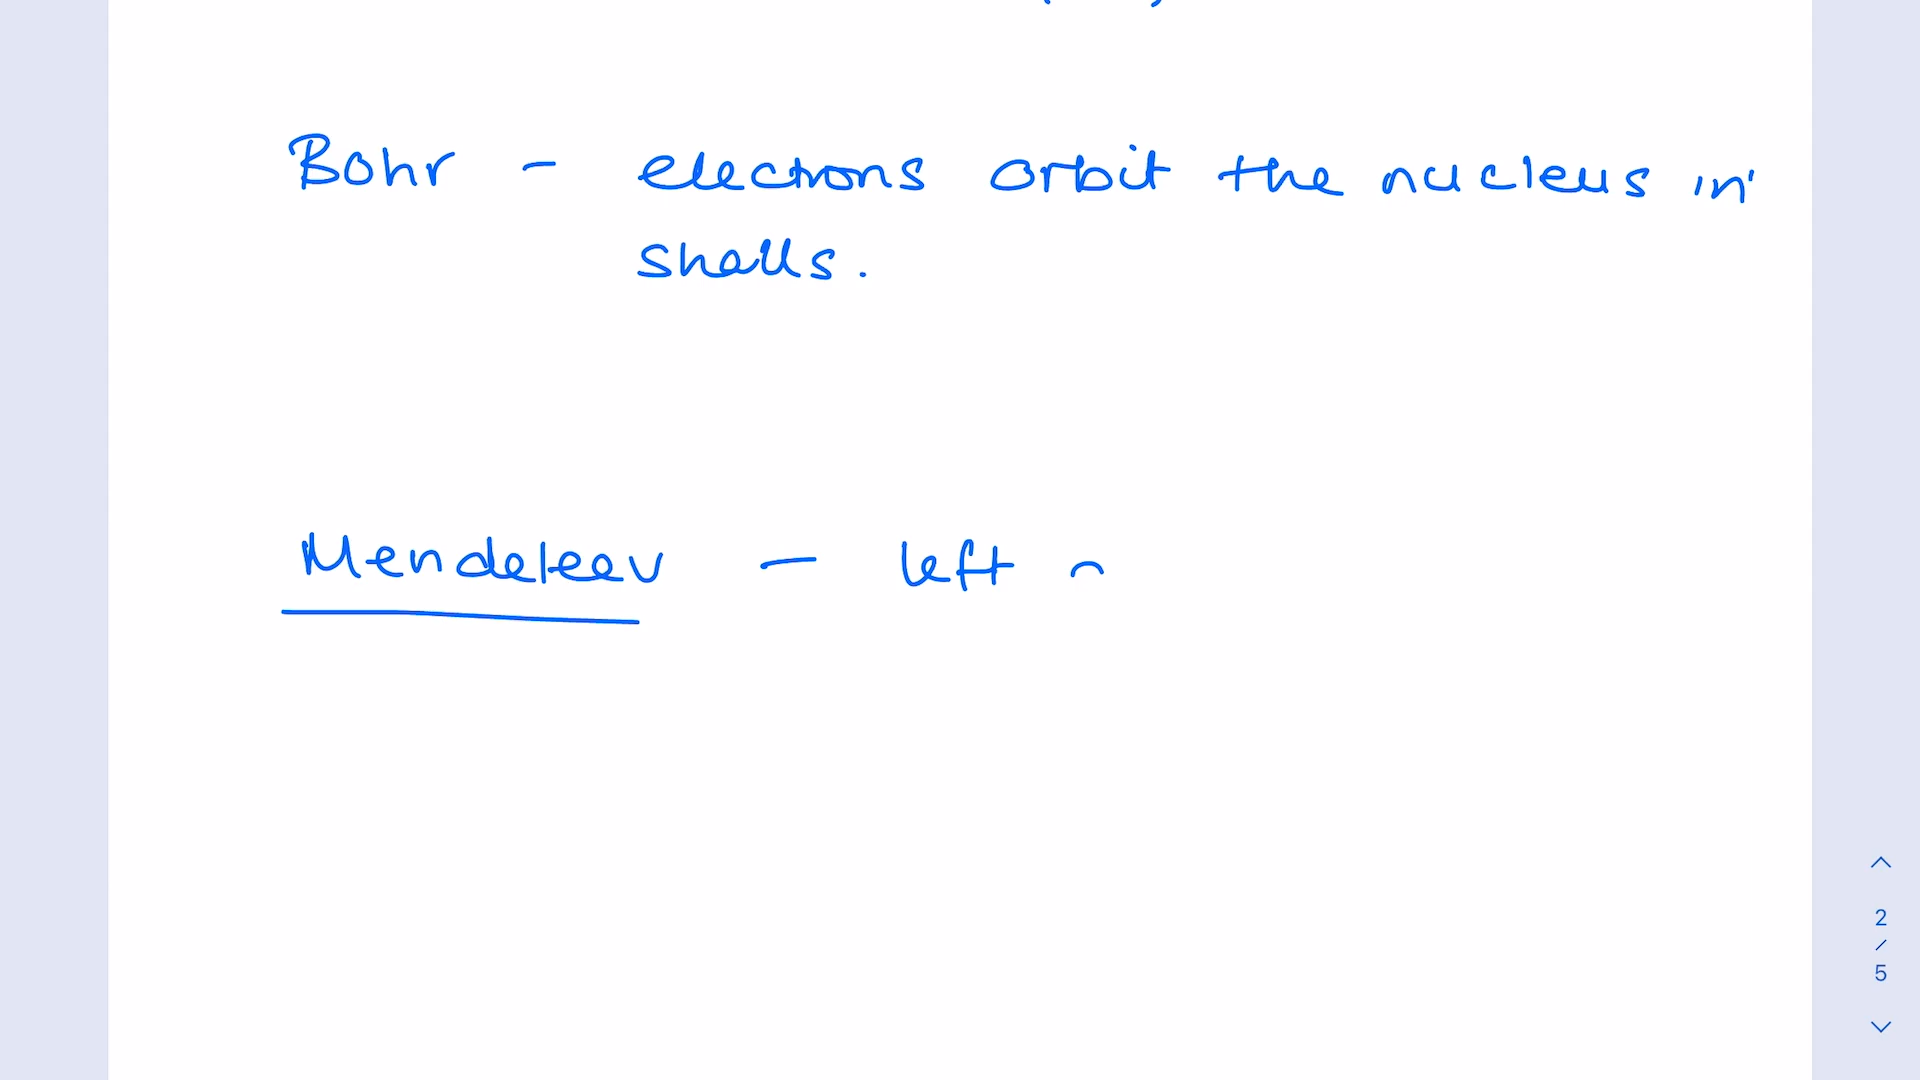 Bohr - electrons orbit the nucleus in
shells.
Mendeleev - left
2
/
5